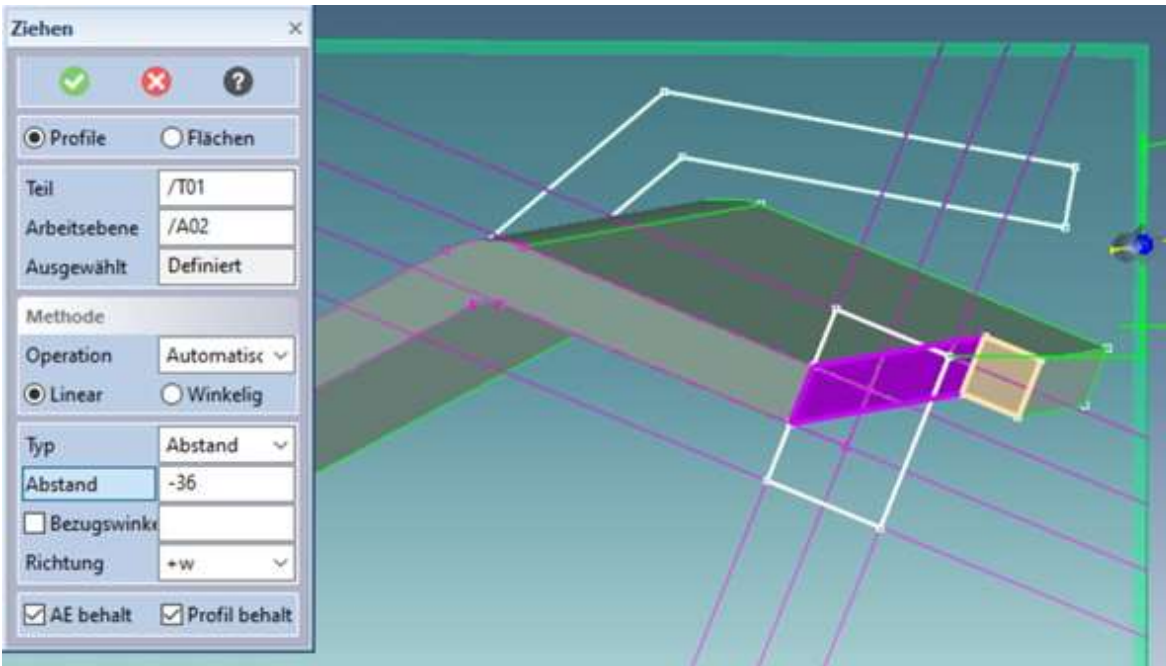 Ziehen
Profile Flächen
Teil /T01
Arbeitsebene /A02
Ausgewählt Definiert
Methode
Operation Automatisc
Linear Winkelig
Typ Abstand
Abstand -36
Bezugswinke
Richtung +w
AE behalt Profil behalt